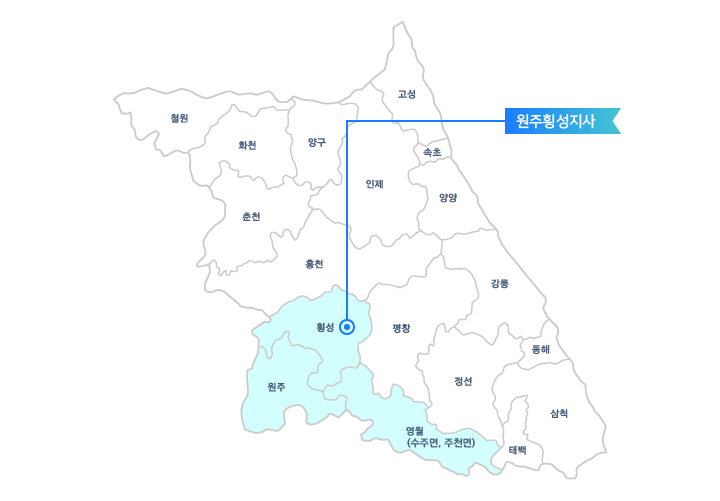 고성
원주횡성지사
철원
화천
양구
속초
인제
양양
춘천
홍천
강릉
횡성
평창
동해
원주
정선
삼척
영월
(수주면, 주천면)
태백